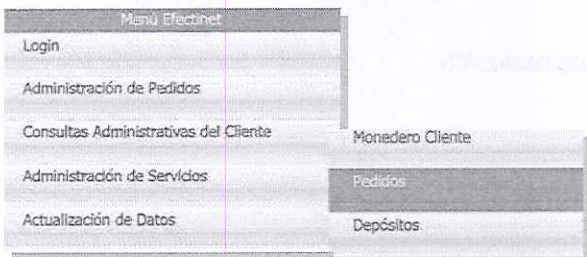 Menú Efectinet
Login
Administración de Pedidos
Consultas Administrativas del Cliente
Monedero Cliente
Administración de Servicios
Pedidos
Actualización de Datos
Depósitos